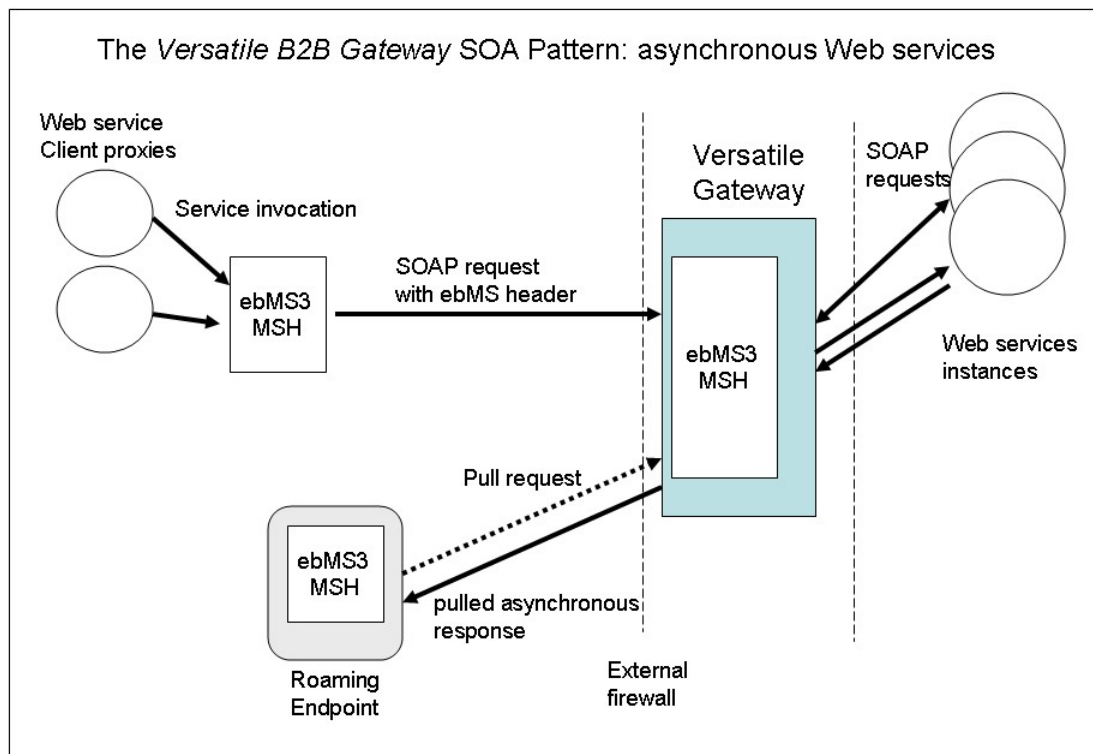 The Versatile B2B Gateway SOA Pattern: asynchronous Web services
Web service
Client proxies
Service invocation
ebMS3
MSH
SOAP request
with ebMS header
Versatile
Gateway
ebMS3
MSH
SOAP
requests
Web services
instances
Pull request
ebMS3
MSH
pulled asynchronous
response
Roaming
Endpoint
External
firewall